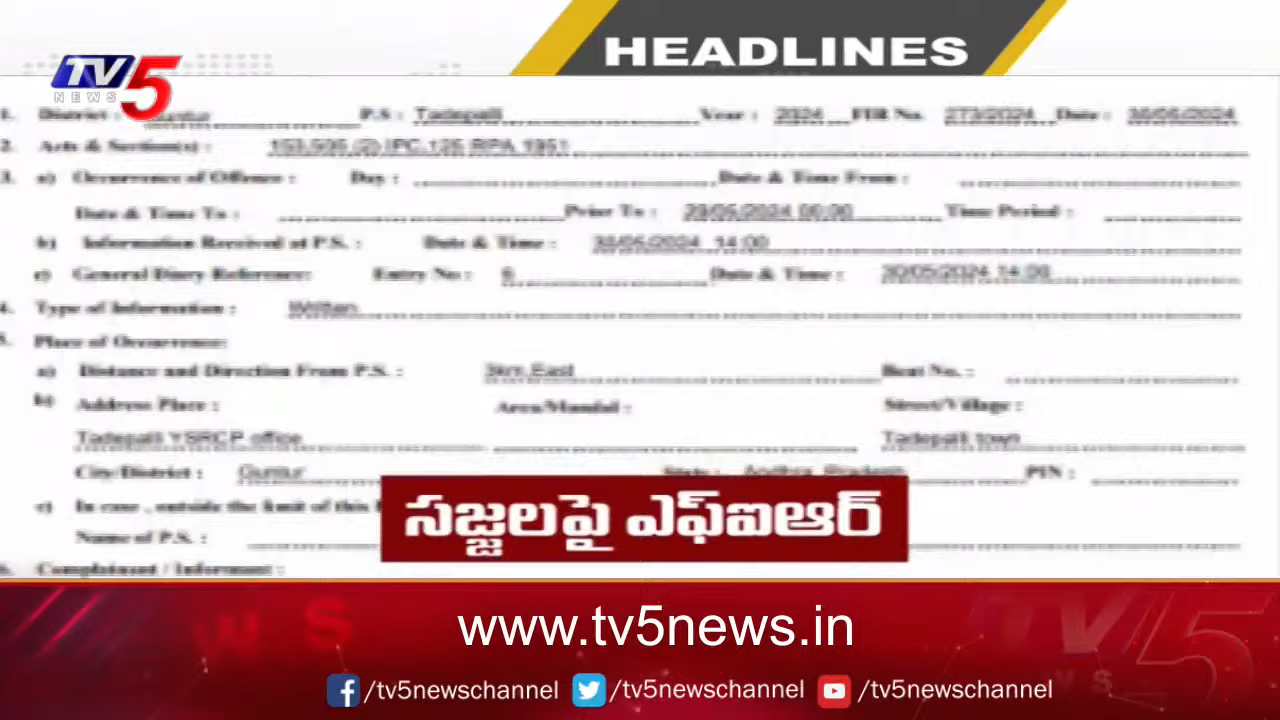 HEADLINES
TV5
NEWS
1. District : Guntur P.S : Tadepalli Year : 2024 FIR No. 273/2024 Date : 30/05/2024
2. Acts & Section(s) : 153,505 (2) IPC,125 RPA 1951
3. a) Occurrence of Offence : Day : Date & Time From :
Date & Time To : Prior To : 29/05/2024 00:00 Time Period :
b) Information Received at P.S. : Date & Time : 30/05/2024 14:00
c) General Diary Reference: Entry No : 6 Date & Time : 30/05/2024 14:00
4. Type of Information : Written
5. Place of Occurrence:
a) Distance and Direction From P.S. : 3km,East Beat No. :
b) Address Place : Area/Mandal : Street/Village :
Tadepalli YSRCP office Tadepalli town
City/District : Guntur State : Andhra Pradesh PIN :
c) In case , outside the limit of this
Name of P.S. :
6. Complainant / Informant :
సజ్జలపై ఎఫ్ఐఆర్
www.tv5news.in
/tv5newschannel /tv5newschannel /tv5newschannel